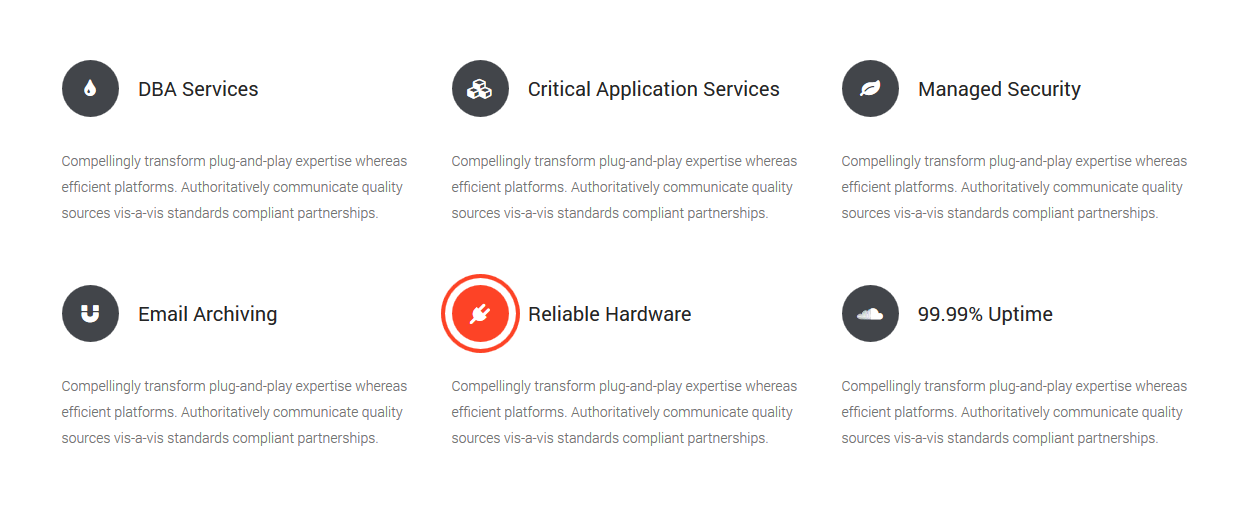 DBA Services
Compellingly transform plug-and-play expertise whereas
efficient platforms. Authoritatively communicate quality
sources vis-a-vis standards compliant partnerships.
Critical Application Services
Compellingly transform plug-and-play expertise whereas
efficient platforms. Authoritatively communicate quality
sources vis-a-vis standards compliant partnerships.
Managed Security
Compellingly transform plug-and-play expertise whereas
efficient platforms. Authoritatively communicate quality
sources vis-a-vis standards compliant partnerships.
Email Archiving
Compellingly transform plug-and-play expertise whereas
efficient platforms. Authoritatively communicate quality
sources vis-a-vis standards compliant partnerships.
Reliable Hardware
Compellingly transform plug-and-play expertise whereas
efficient platforms. Authoritatively communicate quality
sources vis-a-vis standards compliant partnerships.
99.99% Uptime
Compellingly transform plug-and-play expertise whereas
efficient platforms. Authoritatively communicate quality
sources vis-a-vis standards compliant partnerships.